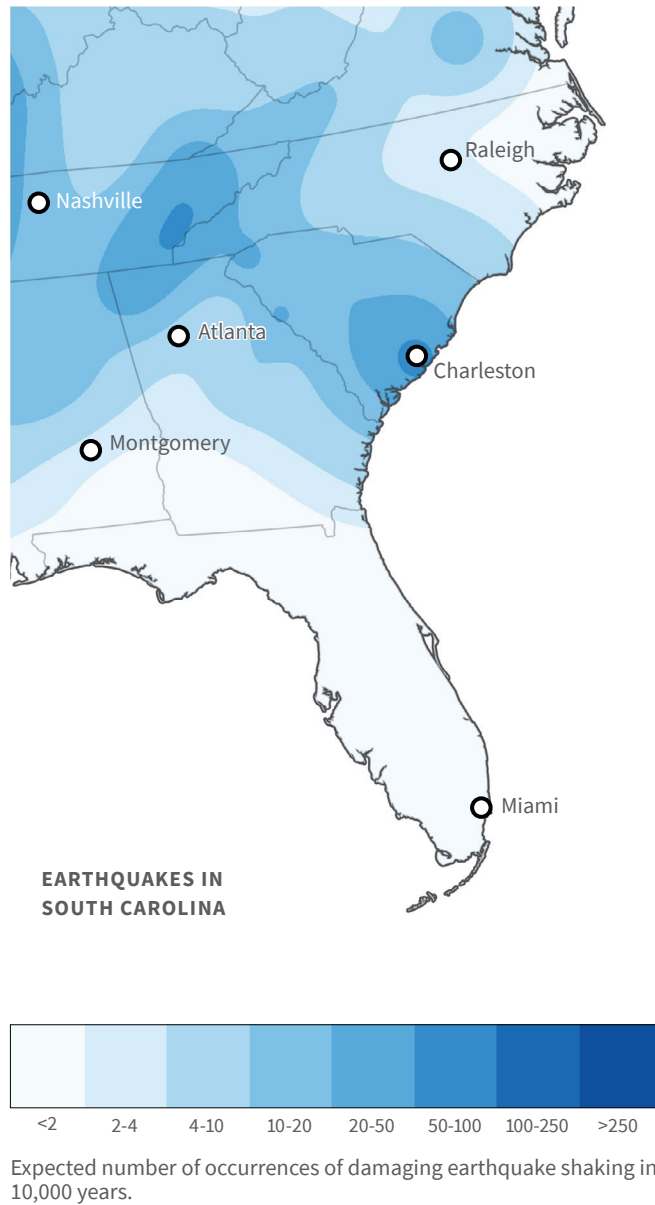 Raleigh
Nashville
Atlanta
Charleston
Montgomery
Miami
EARTHQUAKES IN
SOUTH CAROLINA
<2 2-4 4-10 10-20 20-50 50-100 100-250 >250
Expected number of occurrences of damaging earthquake shaking in
10,000 years.